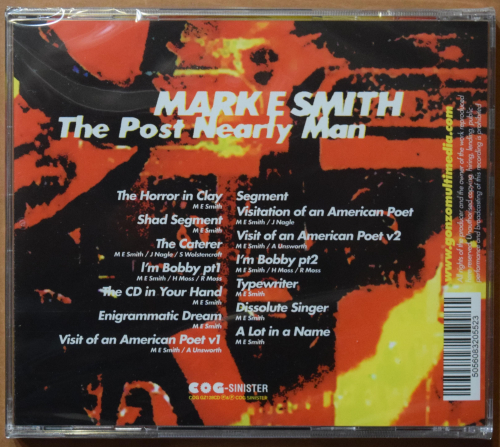 MARK E SMITH
The Post Nearly Man
The Horror in Clay
M E Smith
Shad Segment
M E Smith
The Caterer
M E Smith / J Nagle / S Wolstencroft
I'm Bobby pt1
M E Smith / H Moss / R Moss
The CD in Your Hand
M E Smith
Enigrammatic Dream
M E Smith
Visit of an American Poet v1
M E Smith / A Unsworth
Segment
M E Smith
Visitation of an American Poet
M E Smith / J Nagle
Visit of an American Poet v2
M E Smith / A Unsworth
I'm Bobby pt2
M E Smith / H Moss / R Moss
Typewriter
M E Smith
Dissolute Singer
M E Smith
A Lot in a Name
M E Smith
COG-SINISTER
www.gonzomultimedia.com
5056083205523